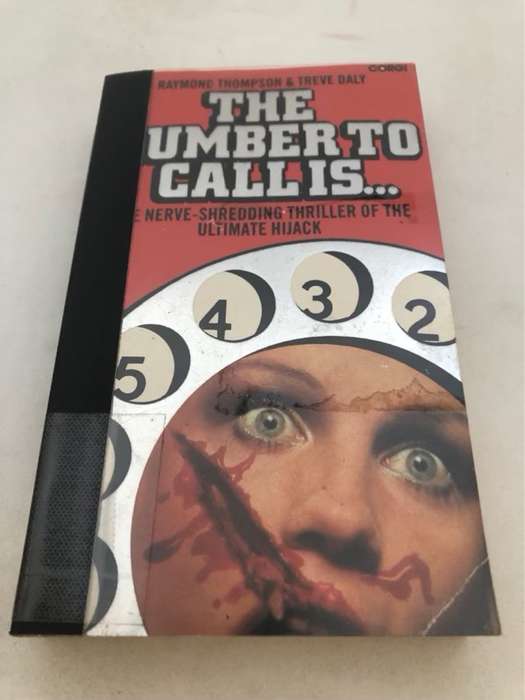 CORGI
RAYMOND THOMPSON & TREVE DALY
THE
UMBER TO
CALL IS...
E NERVE-SHREDDING THRILLER OF THE
ULTIMATE HIJACK
5 4 3 2